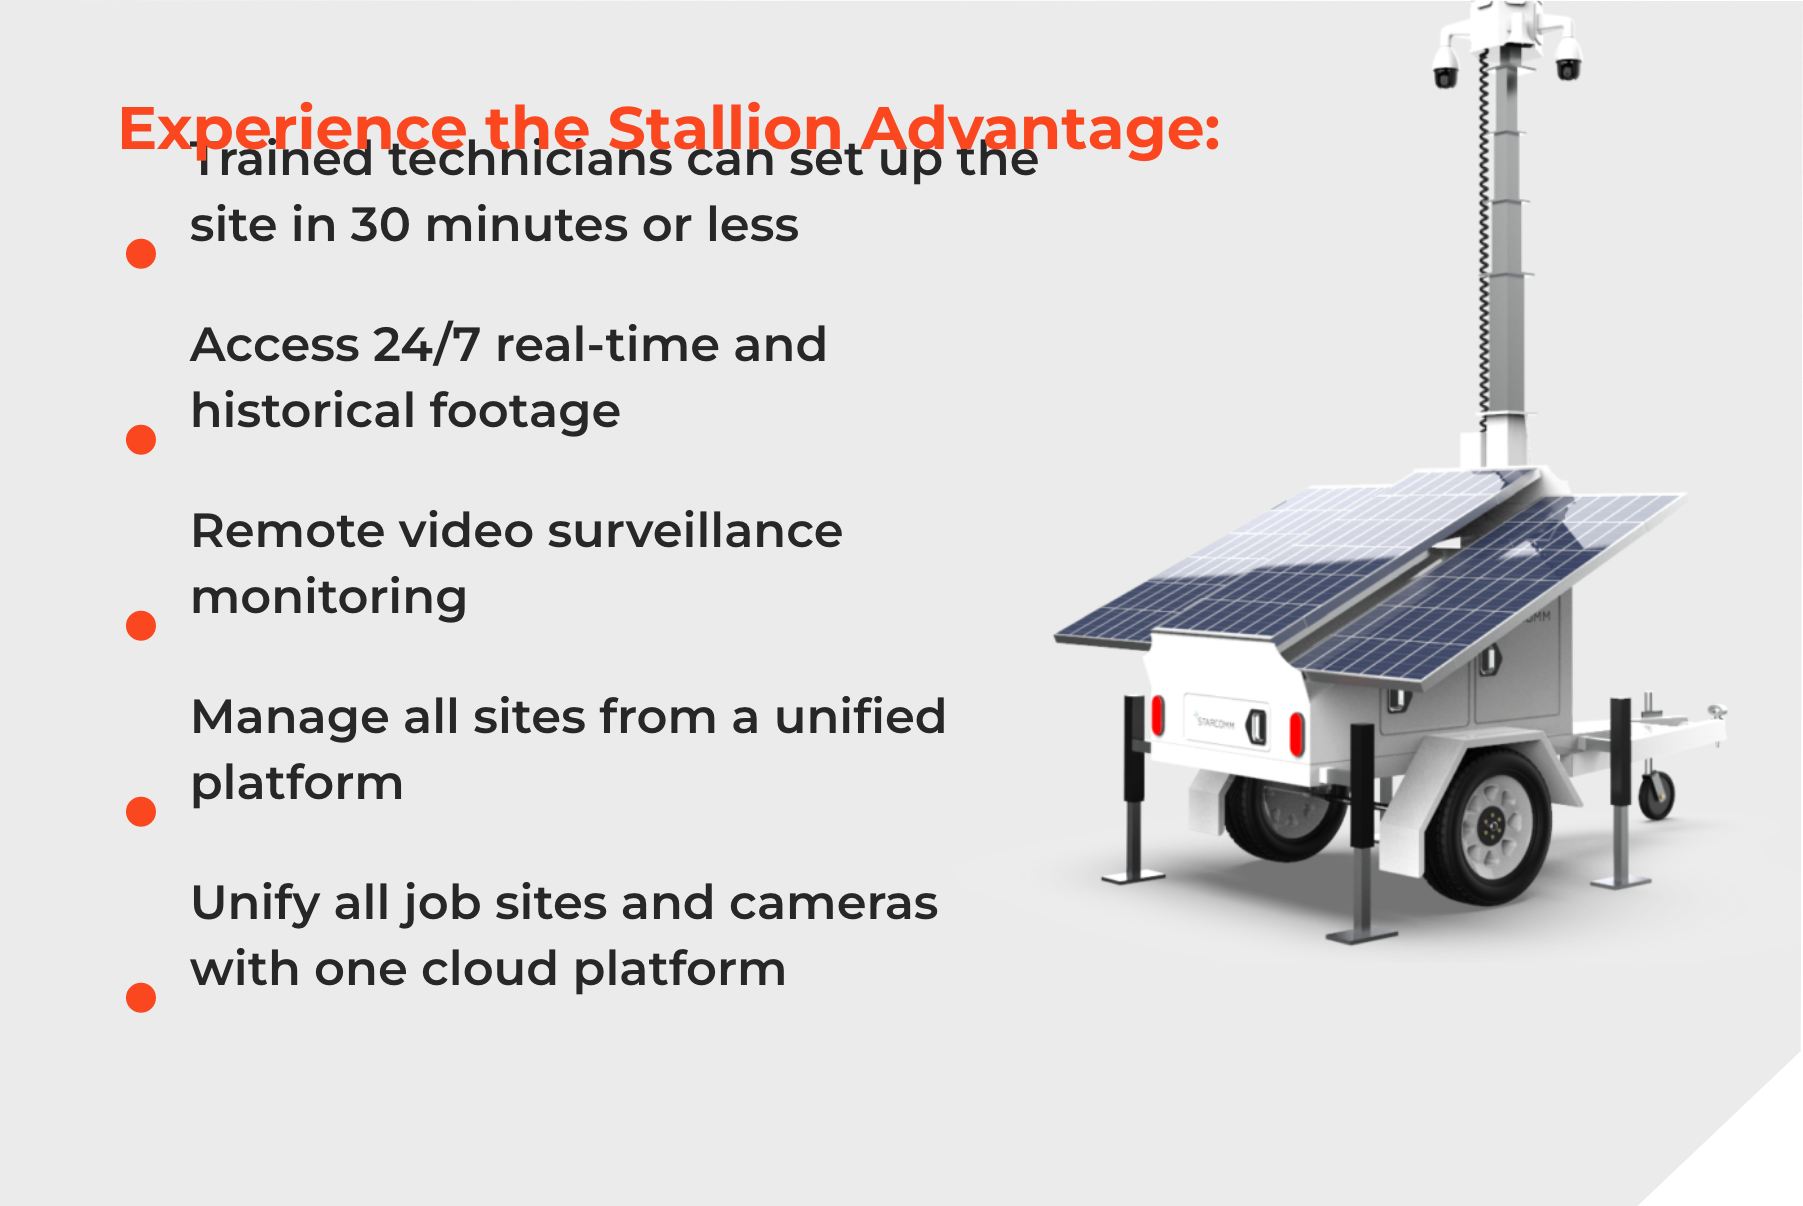 Experience the Stallion Advantage:
Trained technicians can set up the
site in 30 minutes or less
Access 24/7 real-time and
historical footage
Remote video surveillance
monitoring
Manage all sites from a unified
platform
Unify all job sites and cameras
with one cloud platform
STARCOMM